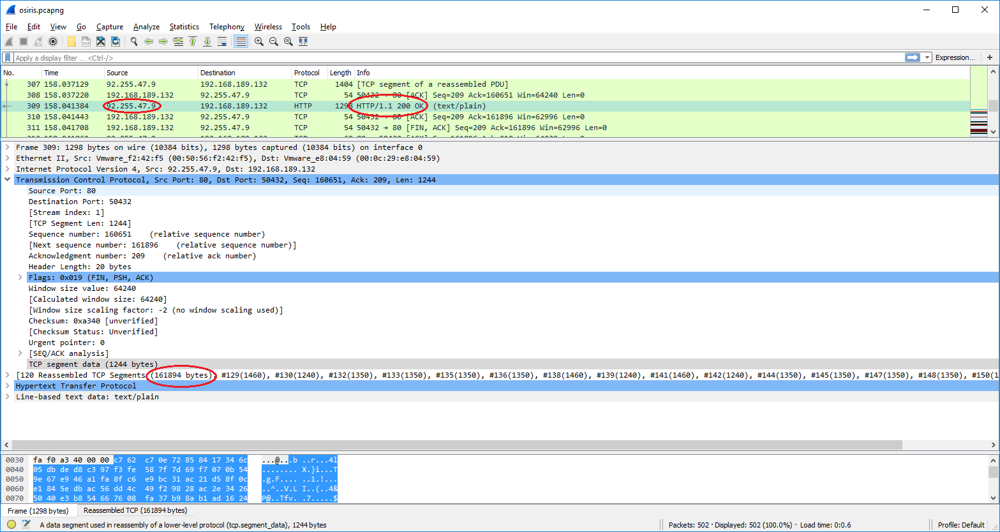 osiris.pcapng
File Edit View Go Capture Analyze Statistics Telephony Wireless Tools Help
Apply a display filter ... <Ctrl-/> Expression... +
No. Time Source Destination Protocol Length Info
307 158.037129 92.255.47.9 192.168.189.132 TCP 1404 [TCP segment of a reassembled PDU]
308 158.037220 192.168.189.132 92.255.47.9 TCP 54 50432 → 80 [ACK] Seq=209 Ack=160651 Win=64240 Len=0
309 158.041384 92.255.47.9 192.168.189.132 HTTP 1298 HTTP/1.1 200 OK (text/plain)
310 158.041443 192.168.189.132 92.255.47.9 TCP 54 50432 → 80 [ACK] Seq=209 Ack=161896 Win=62996 Len=0
311 158.041708 192.168.189.132 92.255.47.9 TCP 54 50432 → 80 [FIN, ACK] Seq=209 Ack=161896 Win=62996 Len=0
Frame 309: 1298 bytes on wire (10384 bits), 1298 bytes captured (10384 bits) on interface 0
Ethernet II, Src: Vmware_f2:42:f5 (00:50:56:f2:42:f5), Dst: Vmware_e8:04:59 (00:0c:29:e8:04:59)
Internet Protocol Version 4, Src: 92.255.47.9, Dst: 192.168.189.132
Transmission Control Protocol, Src Port: 80, Dst Port: 50432, Seq: 160651, Ack: 209, Len: 1244
Source Port: 80
Destination Port: 50432
[Stream index: 1]
[TCP Segment Len: 1244]
Sequence number: 160651 (relative sequence number)
[Next sequence number: 161896 (relative sequence number)]
Acknowledgment number: 209 (relative ack number)
Header Length: 20 bytes
Flags: 0x019 (FIN, PSH, ACK)
Window size value: 64240
[Calculated window size: 64240]
[Window size scaling factor: -2 (no window scaling used)]
Checksum: 0xa340 [unverified]
[Checksum Status: Unverified]
Urgent pointer: 0
[SEQ/ACK analysis]
TCP segment data (1244 bytes)
[120 Reassembled TCP Segments (161894 bytes): #129(1460), #130(1240), #132(1350), #133(1350), #135(1350), #136(1350), #138(1460), #139(1240), #141(1460), #142(1240), #144(1350), #145(1350), #147(1350), #148(1350), #150(1
Hypertext Transfer Protocol
Line-based text data: text/plain
0030 fa f0 a3 40 00 00 c7 62 c7 0e 72 85 84 17 34 6c ...@...b ..r...4l
0040 05 db de d8 c3 97 f3 fe 58 7f 7d 69 f7 07 0b 54 ........ X.}i...T
0050 9e 67 e9 46 a1 fa 8f c6 e9 bc 31 ac 21 d5 8f 0c .g.F.... ..1.!...
0060 e1 84 5e db ac 56 dd 4c 49 f2 98 28 ac 2e 34 26 ..^..V.L I..(..4&
0070 50 40 e3 b8 54 66 76 08 fa 37 b9 8a b1 ad 16 24 P@..Tfv. .7.....$
Frame (1298 bytes) Reassembled TCP (161894 bytes)
A data segment used in reassembly of a lower-level protocol (tcp.segment_data), 1244 bytes Packets: 502 · Displayed: 502 (100.0%) · Load time: 0:0.6 Profile: Default